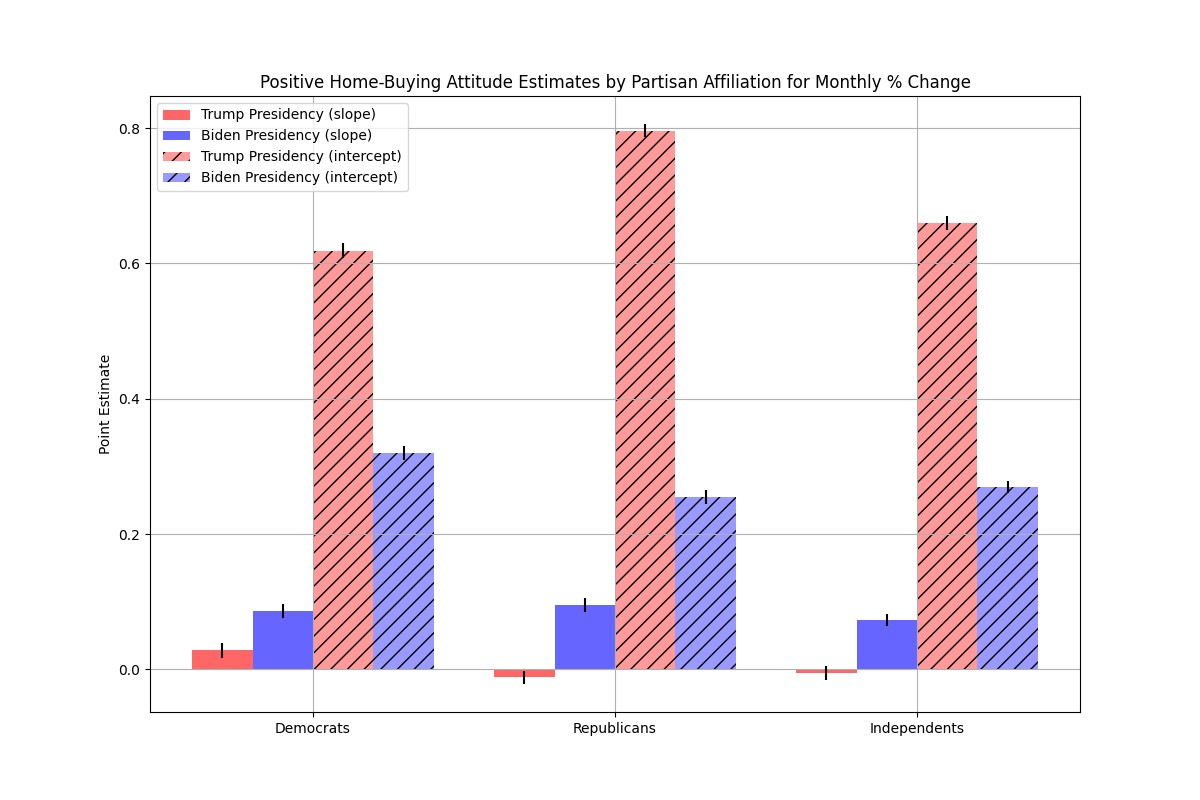 Positive Home-Buying Attitude Estimates by Partisan Affiliation for Monthly % Change
Trump Presidency (slope)
Biden Presidency (slope)
Trump Presidency (intercept)
Biden Presidency (intercept)
Point Estimate
0.8
0.6
0.4
0.2
0.0
Democrats Republicans Independents